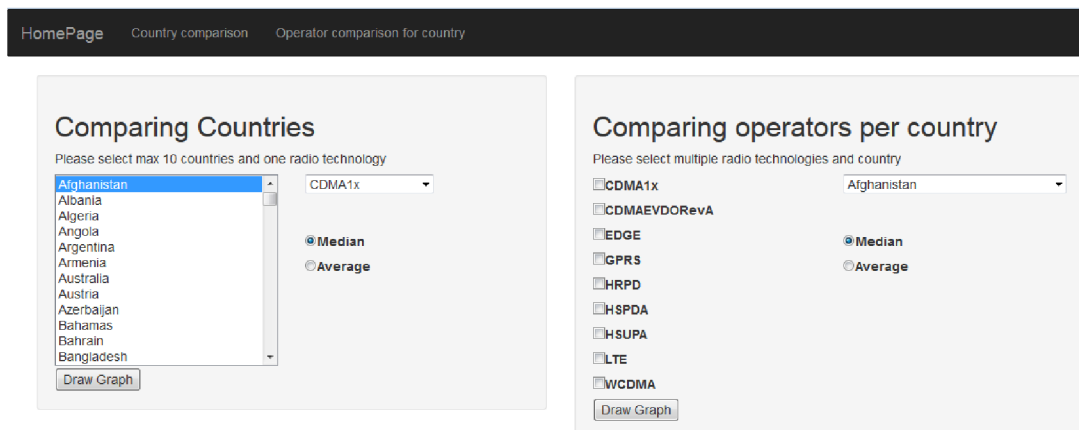 HomePage Country comparison Operator comparison for country
Comparing Countries
Please select max 10 countries and one radio technology
Afghanistan
Albania
Algeria
Angola
Argentina
Armenia
Australia
Austria
Azerbaijan
Bahamas
Bahrain
Bangladesh
CDMA1x
Median
Average
Draw Graph
Comparing operators per country
Please select multiple radio technologies and country
CDMA1x
CDMAEVDORevA
EDGE
GPRS
HRPD
HSPDA
HSUPA
LTE
WCDMA
Afghanistan
Median
Average
Draw Graph